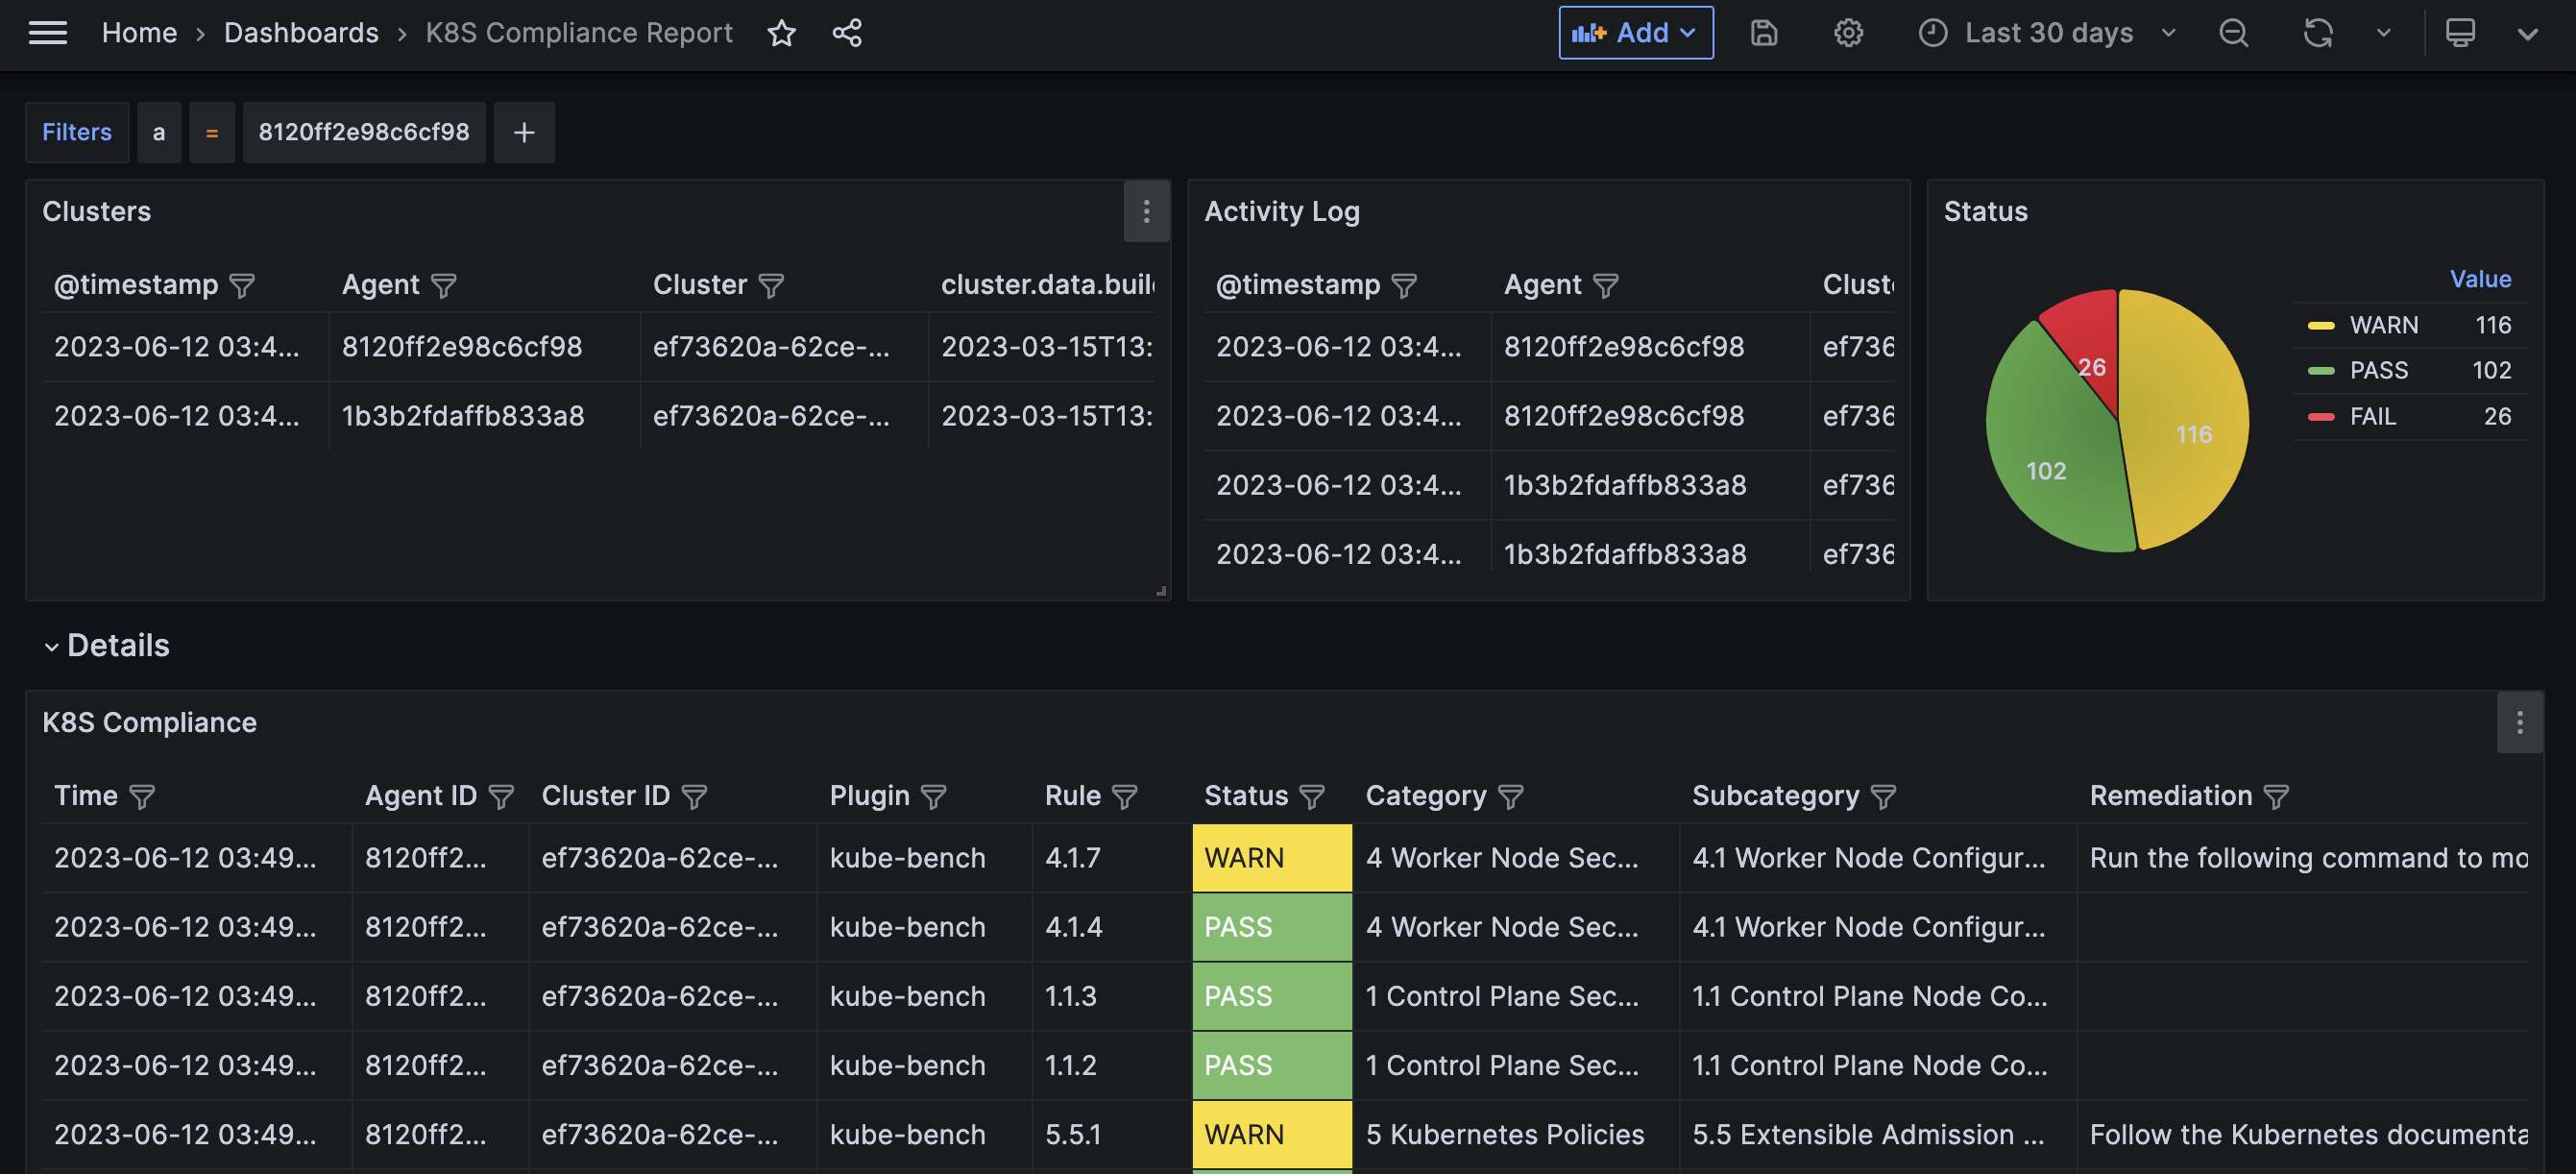 Home › Dashboards › K8S Compliance Report
Add
Last 30 days
Filters a = 8120ff2e98c6cf98 +
Clusters
@timestamp Agent Cluster cluster.data.buil
2023-06-12 03:4... 8120ff2e98c6cf98 ef73620a-62ce-... 2023-03-15T13:
2023-06-12 03:4... 1b3b2fdaffb833a8 ef73620a-62ce-... 2023-03-15T13:
Activity Log
@timestamp Agent Clust
2023-06-12 03:4... 8120ff2e98c6cf98 ef736
2023-06-12 03:4... 8120ff2e98c6cf98 ef736
2023-06-12 03:4... 1b3b2fdaffb833a8 ef736
2023-06-12 03:4... 1b3b2fdaffb833a8 ef736
Status
26
116
102
Value
WARN 116
PASS 102
FAIL 26
Details
K8S Compliance
Time Agent ID Cluster ID Plugin Rule Status Category Subcategory Remediation
2023-06-12 03:49... 8120ff2... ef73620a-62ce-... kube-bench 4.1.7 WARN 4 Worker Node Sec... 4.1 Worker Node Configur... Run the following command to mo
2023-06-12 03:49... 8120ff2... ef73620a-62ce-... kube-bench 4.1.4 PASS 4 Worker Node Sec... 4.1 Worker Node Configur...
2023-06-12 03:49... 8120ff2... ef73620a-62ce-... kube-bench 1.1.3 PASS 1 Control Plane Sec... 1.1 Control Plane Node Co...
2023-06-12 03:49... 8120ff2... ef73620a-62ce-... kube-bench 1.1.2 PASS 1 Control Plane Sec... 1.1 Control Plane Node Co...
2023-06-12 03:49... 8120ff2... ef73620a-62ce-... kube-bench 5.5.1 WARN 5 Kubernetes Policies 5.5 Extensible Admission ... Follow the Kubernetes documenta